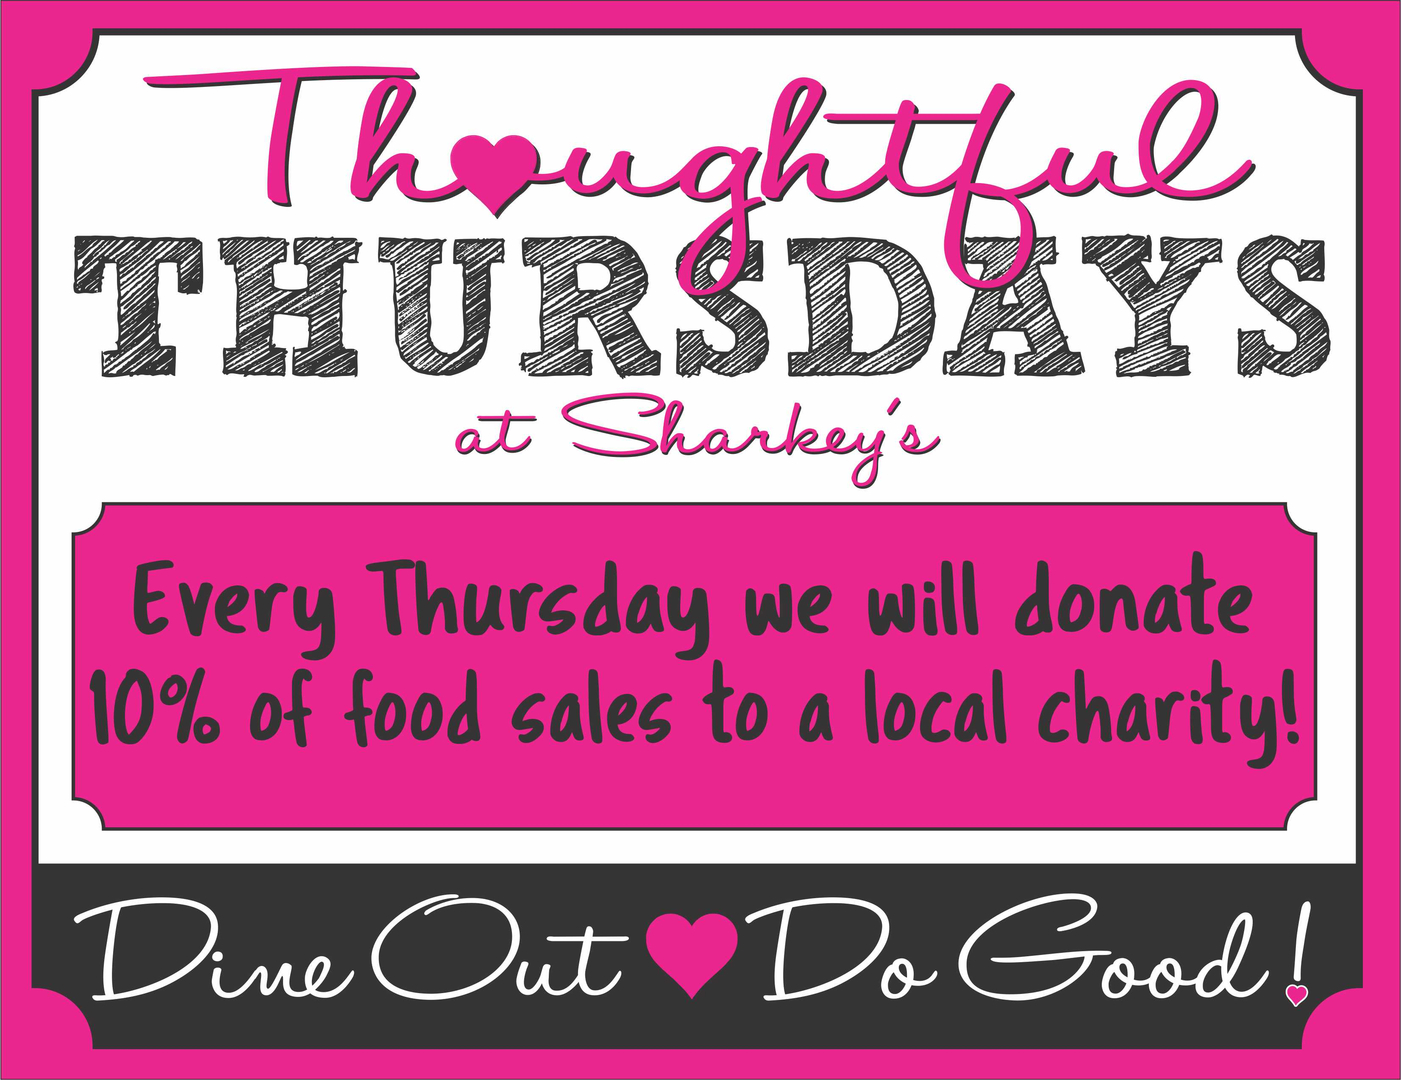 Thoughtful
THURSDAYS
at Sharkey's
Every Thursday we will donate
10% of food sales to a local charity!
Dine Out Do Good!